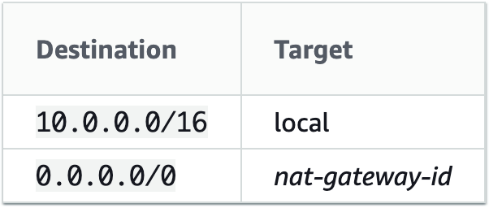 Destination Target
10.0.0.0/16 local
0.0.0.0/0 nat-gateway-id